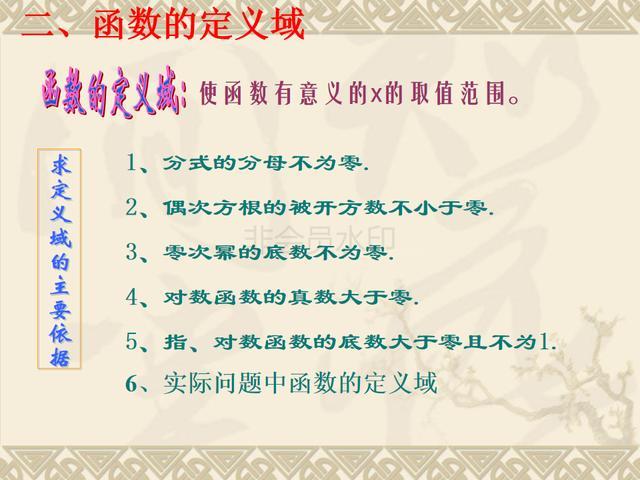 二、函数的定义域
函数的定义域：使函数有意义的x的取值范围。
求定义域的主要依据
1、分式的分母不为零.
2、偶次方根的被开方数不小于零.
非会员水印
3、零次幂的底数不为零.
4、对数函数的真数大于零.
5、指、对数函数的底数大于零且不为1.
6、实际问题中函数的定义域